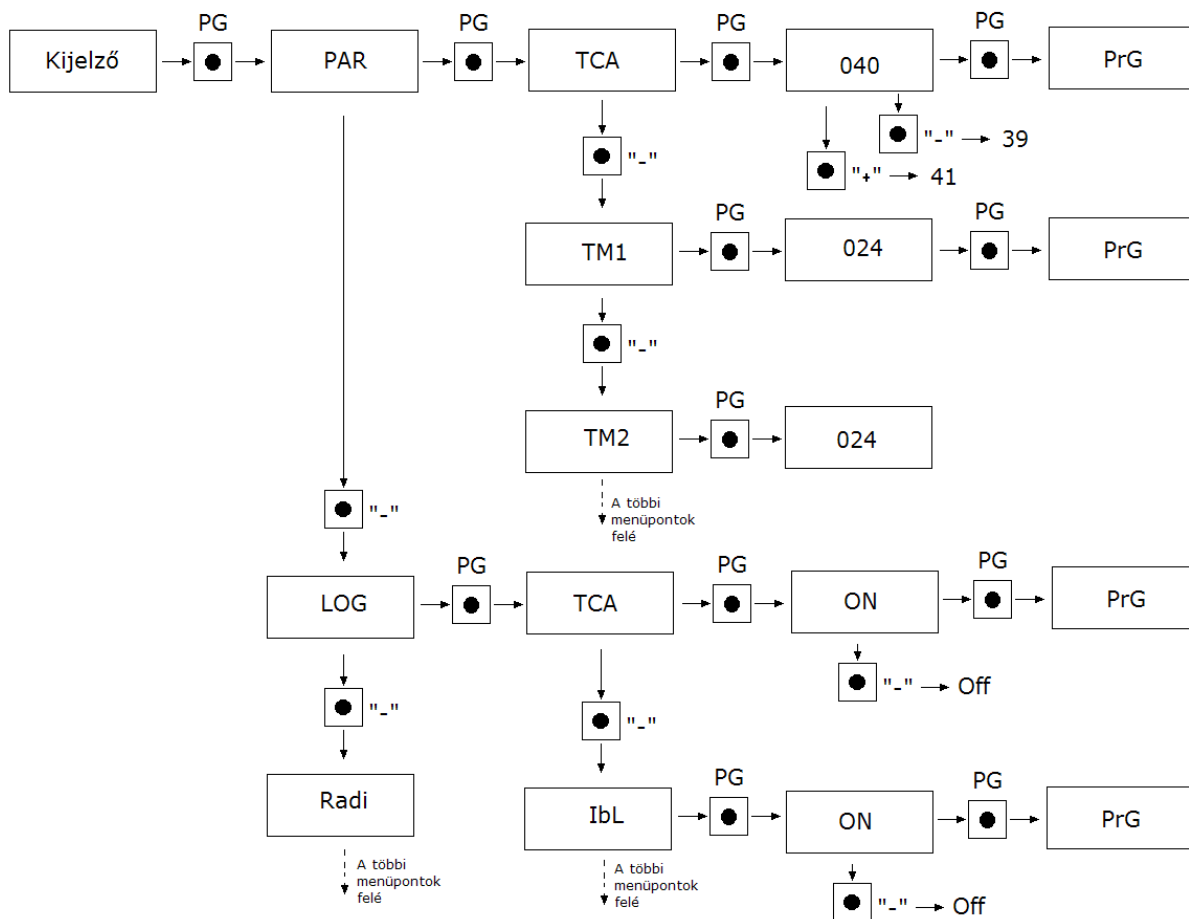 PG PG PG PG
Kijelző PAR TCA 040 PrG
"-" → 39
"-"
"+" → 41
PG PG
TM1 024 PrG
"-"
PG
TM2 024
"-"
A többi
menüpontok
felé
PG PG PG
LOG TCA ON PrG
"-" → Off
"-" "-"
PG PG
Radi IbL ON PrG
A többi
menüpontok
felé
A többi
menüpontok
felé
"-" → Off